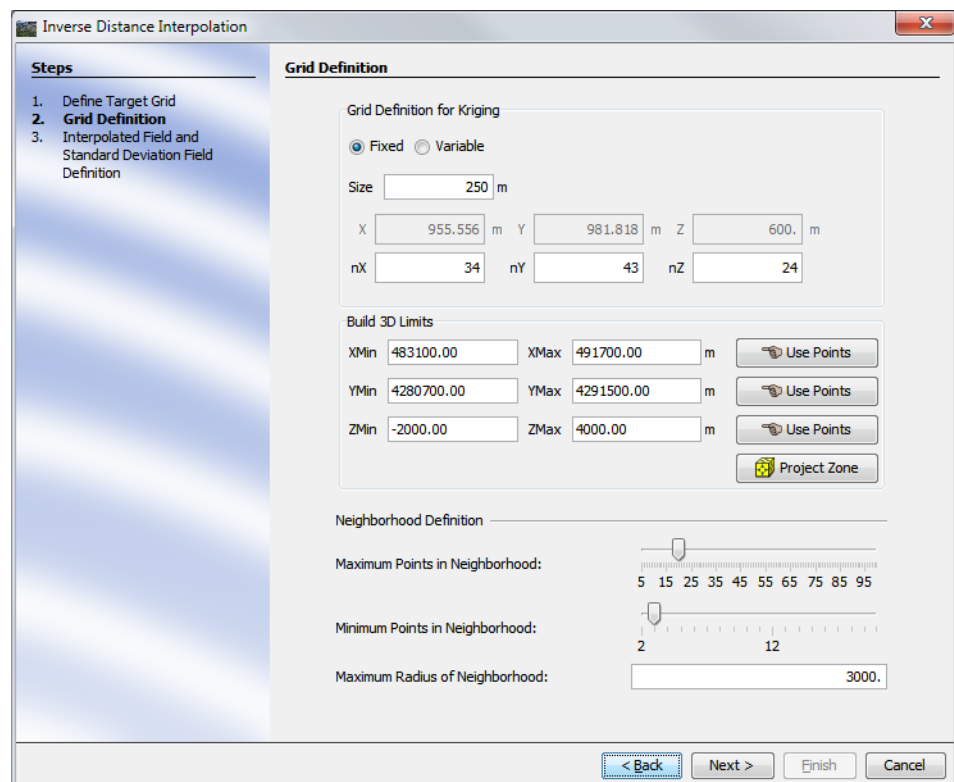 Inverse Distance Interpolation
Steps
1. Define Target Grid
2. Grid Definition
3. Interpolated Field and
Standard Deviation Field
Definition
Grid Definition
Grid Definition for Kriging
Fixed Variable
Size 250 m
X 955.556 m Y 981.818 m Z 600. m
nX 34 nY 43 nZ 24
Build 3D Limits
XMin 483100.00 XMax 491700.00 m Use Points
YMin 4280700.00 YMax 4291500.00 m Use Points
ZMin -2000.00 ZMax 4000.00 m Use Points
Project Zone
Neighborhood Definition
Maximum Points in Neighborhood:
5 15 25 35 45 55 65 75 85 95
Minimum Points in Neighborhood:
2 12
Maximum Radius of Neighborhood: 3000.
< Back Next > Finish Cancel